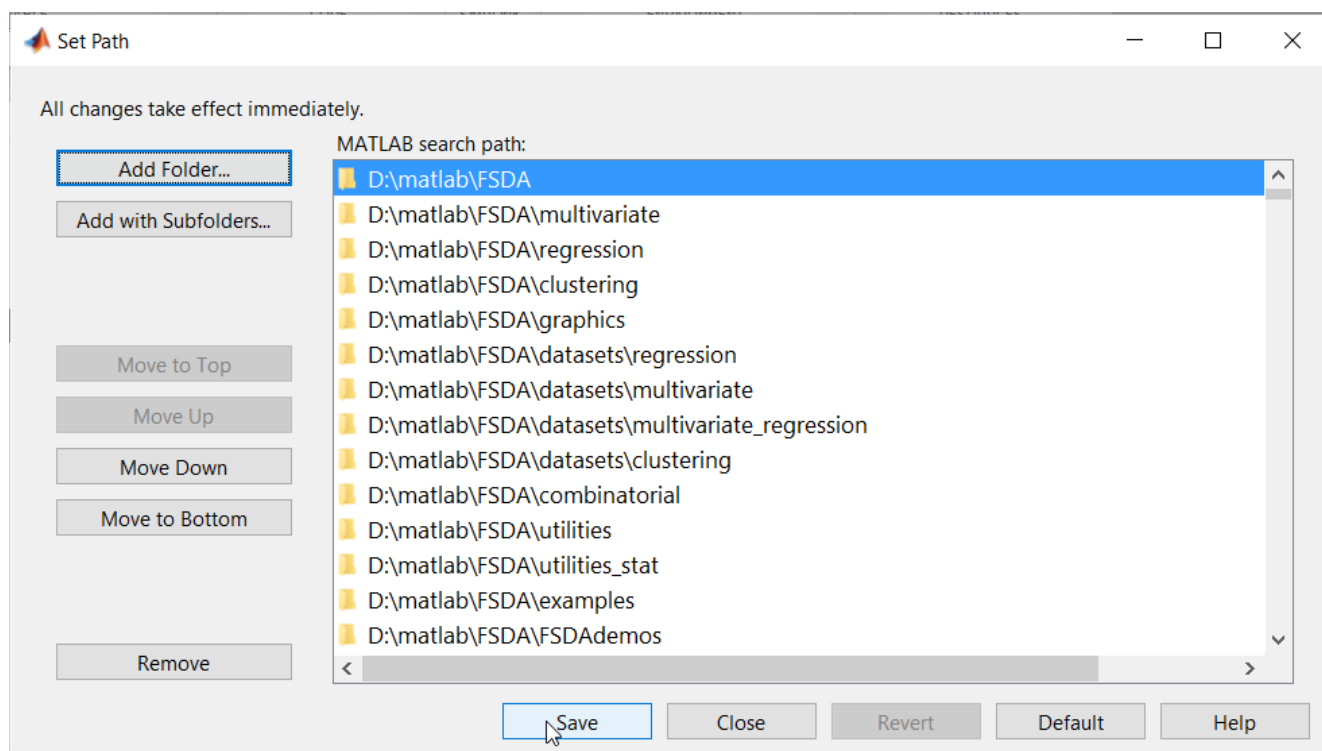 Set Path
All changes take effect immediately.
MATLAB search path:
Add Folder...
Add with Subfolders...
Move to Top
Move Up
Move Down
Move to Bottom
Remove
D:\matlab\FSDA
D:\matlab\FSDA\multivariate
D:\matlab\FSDA\regression
D:\matlab\FSDA\clustering
D:\matlab\FSDA\graphics
D:\matlab\FSDA\datasets\regression
D:\matlab\FSDA\datasets\multivariate
D:\matlab\FSDA\datasets\multivariate_regression
D:\matlab\FSDA\datasets\clustering
D:\matlab\FSDA\combinatorial
D:\matlab\FSDA\utilities
D:\matlab\FSDA\utilities_stat
D:\matlab\FSDA\examples
D:\matlab\FSDA\FSDAdemos
Save
Close
Revert
Default
Help